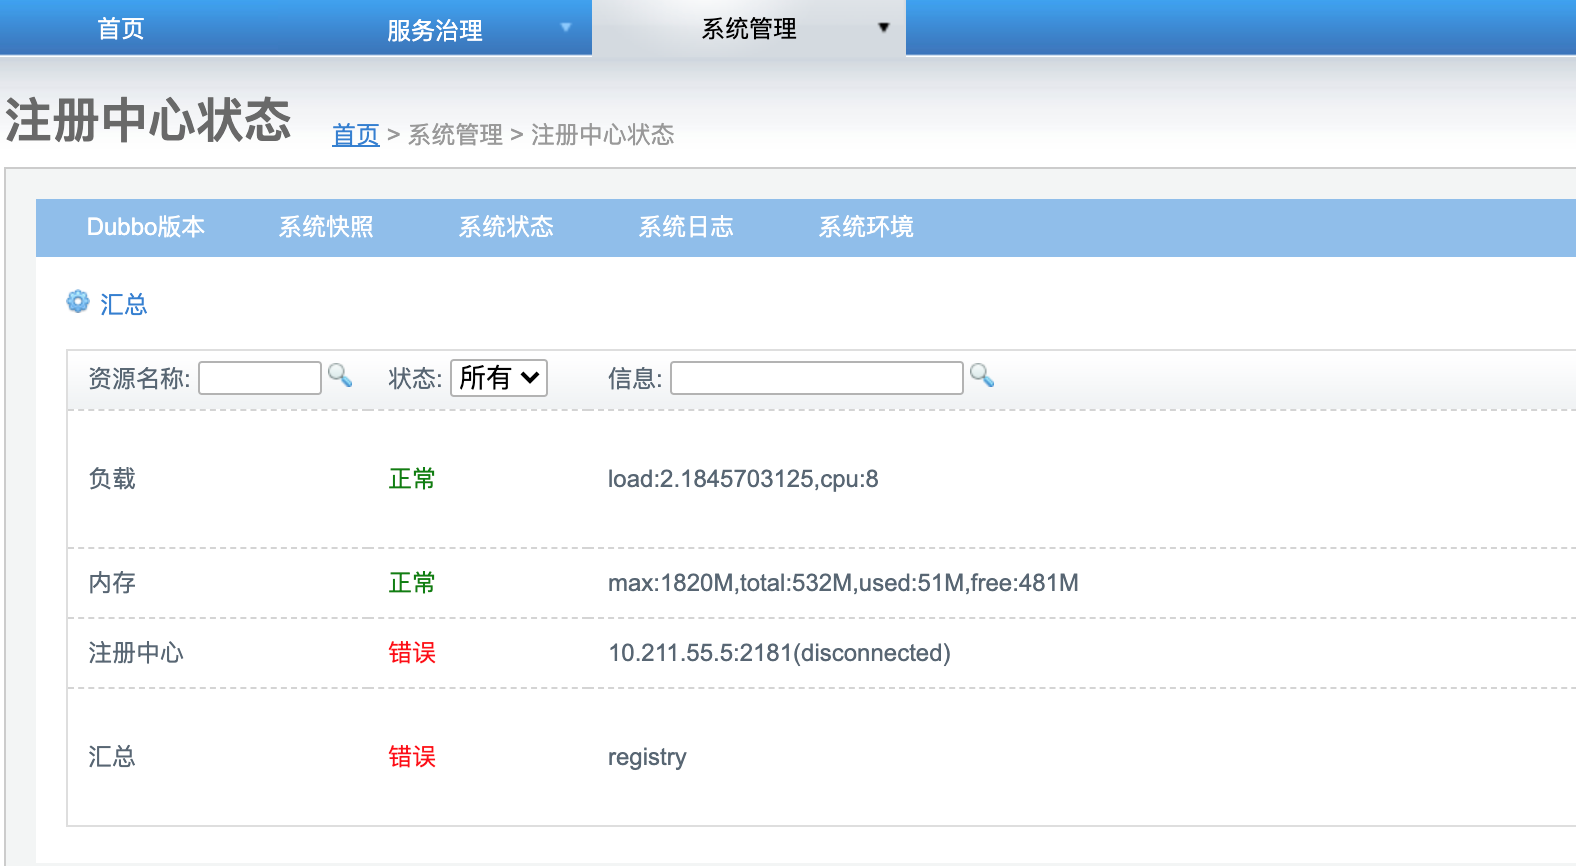 首页 服务治理 系统管理
注册中心状态 首页 > 系统管理 > 注册中心状态
Dubbo版本 系统快照 系统状态 系统日志 系统环境
汇总
资源名称: 状态: 所有 信息:
负载 正常 load:2.1845703125,cpu:8
内存 正常 max:1820M,total:532M,used:51M,free:481M
注册中心 错误 10.211.55.5:2181(disconnected)
汇总 错误 registry